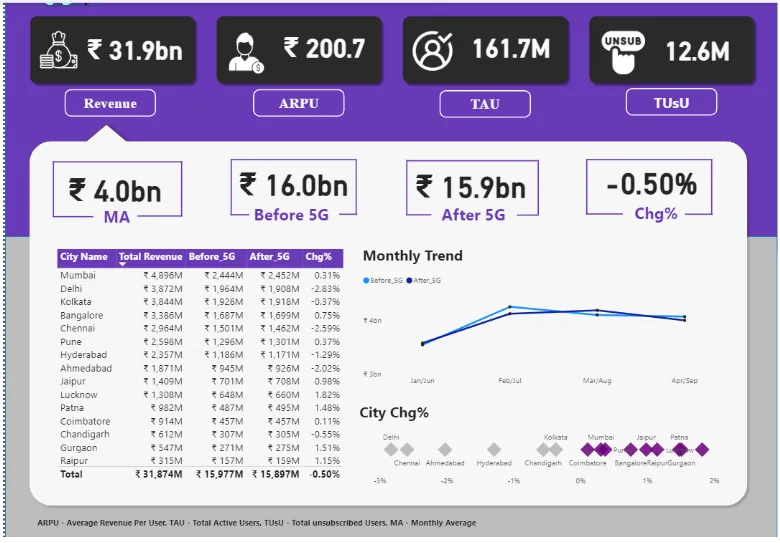 ₹ 31.9bn ₹ 200.7 161.7M UNSUB 12.6M
Revenue ARPU TAU TUsU
₹ 4.0bn ₹ 16.0bn ₹ 15.9bn -0.50%
MA Before 5G After 5G Chg%
City Name Total Revenue Before_5G After_5G Chg%
Mumbai ₹ 4,896M ₹ 2,444M ₹ 2,452M 0.31%
Delhi ₹ 3,872M ₹ 1,964M ₹ 1,908M -2.83%
Kolkata ₹ 3,844M ₹ 1,926M ₹ 1,918M -0.37%
Bangalore ₹ 3,386M ₹ 1,687M ₹ 1,699M 0.75%
Chennai ₹ 2,964M ₹ 1,501M ₹ 1,462M -2.59%
Pune ₹ 2,598M ₹ 1,296M ₹ 1,301M 0.37%
Hyderabad ₹ 2,357M ₹ 1,186M ₹ 1,171M -1.29%
Ahmedabad ₹ 1,871M ₹ 945M ₹ 926M -2.02%
Jaipur ₹ 1,409M ₹ 701M ₹ 708M 0.98%
Lucknow ₹ 1,308M ₹ 648M ₹ 660M 1.82%
Patna ₹ 982M ₹ 487M ₹ 495M 1.48%
Coimbatore ₹ 914M ₹ 457M ₹ 457M 0.11%
Chandigarh ₹ 612M ₹ 307M ₹ 305M -0.55%
Gurgaon ₹ 547M ₹ 271M ₹ 275M 1.51%
Raipur ₹ 315M ₹ 157M ₹ 159M 1.15%
Total ₹ 31,874M ₹ 15,977M ₹ 15,897M -0.50%
Monthly Trend
Before_5G After_5G
₹ 4bn
₹ 3bn
Jan/Jun Feb/Jul Mar/Aug Apr/Sep
City Chg%
Delhi Kolkata Mumbai Jaipur Patna
Chennai Ahmedabad Hyderabad Chandigarh Coimbatore Bangalore Raipur Gurgaon
-3% -2% -1% 0% 1% 2%
ARPU - Average Revenue Per User, TAU - Total Active Users, TUsU - Total unsubscribed Users, MA - Monthly Average